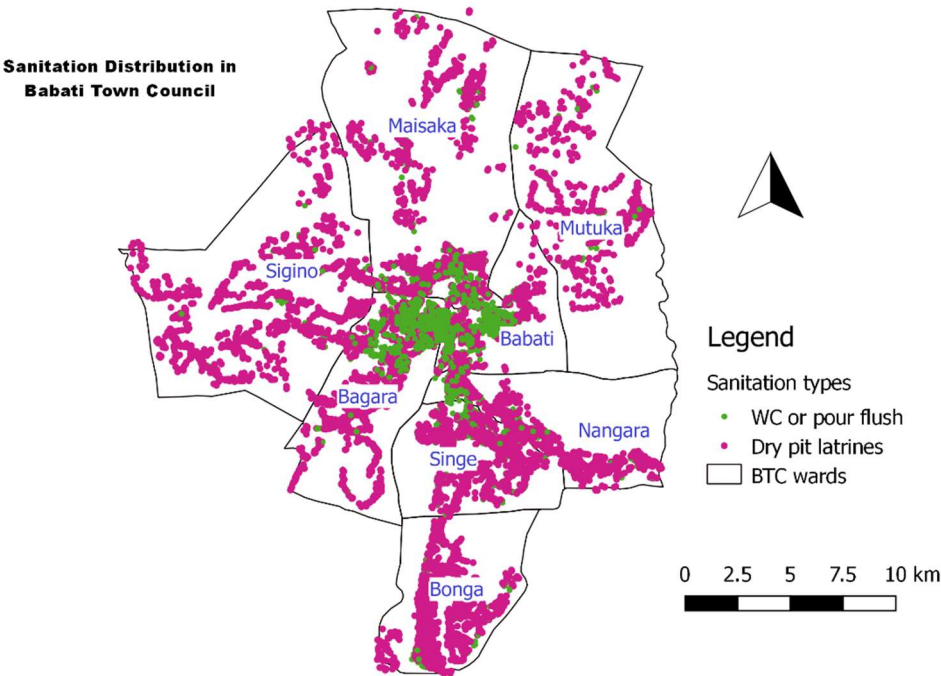 Sanitation Distribution in
Babati Town Council
Maisaka
Mutuka
Sigino
Babati
Bagara
Nangara
Singe
Bonga
Legend
Sanitation types
WC or pour flush
Dry pit latrines
BTC wards
0 2.5 5 7.5 10 km